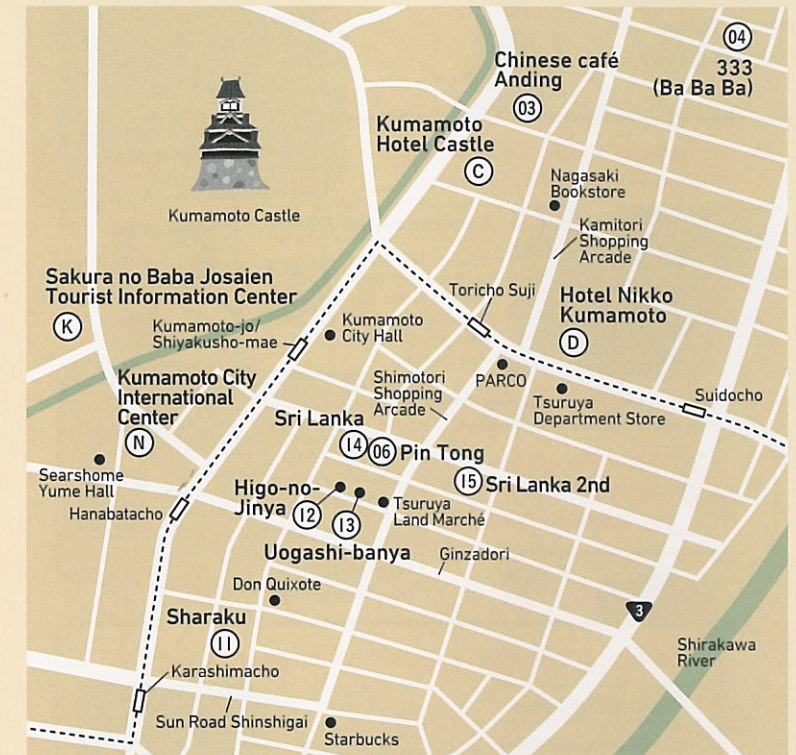 04
333
(Ba Ba Ba)
Chinese café
Anding
03
Kumamoto
Hotel Castle
C
Nagasaki
Bookstore
Kumamoto Castle
Kamitori
Shopping
Arcade
Sakura no Baba Josaien
Tourist Information Center
K
Toricho Suji
Hotel Nikko
Kumamoto
D
Kumamoto-jo/
Shiyakusho-mae
Kumamoto
City Hall
Kumamoto City
International
Center
N
Shimotori
Shopping
Arcade
PARCO
Tsuruya
Department Store
Suidocho
Sri Lanka
14
06
Pin Tong
15
Sri Lanka 2nd
Searshome
Yume Hall
Hanabatacho
Higo-no-
Jinya
12
13
Tsuruya
Land Marché
Uogashi-banya
Ginzadori
Don Quixote
Sharaku
11
3
Shirakawa
River
Karashimacho
Sun Road Shinshigai
Starbucks